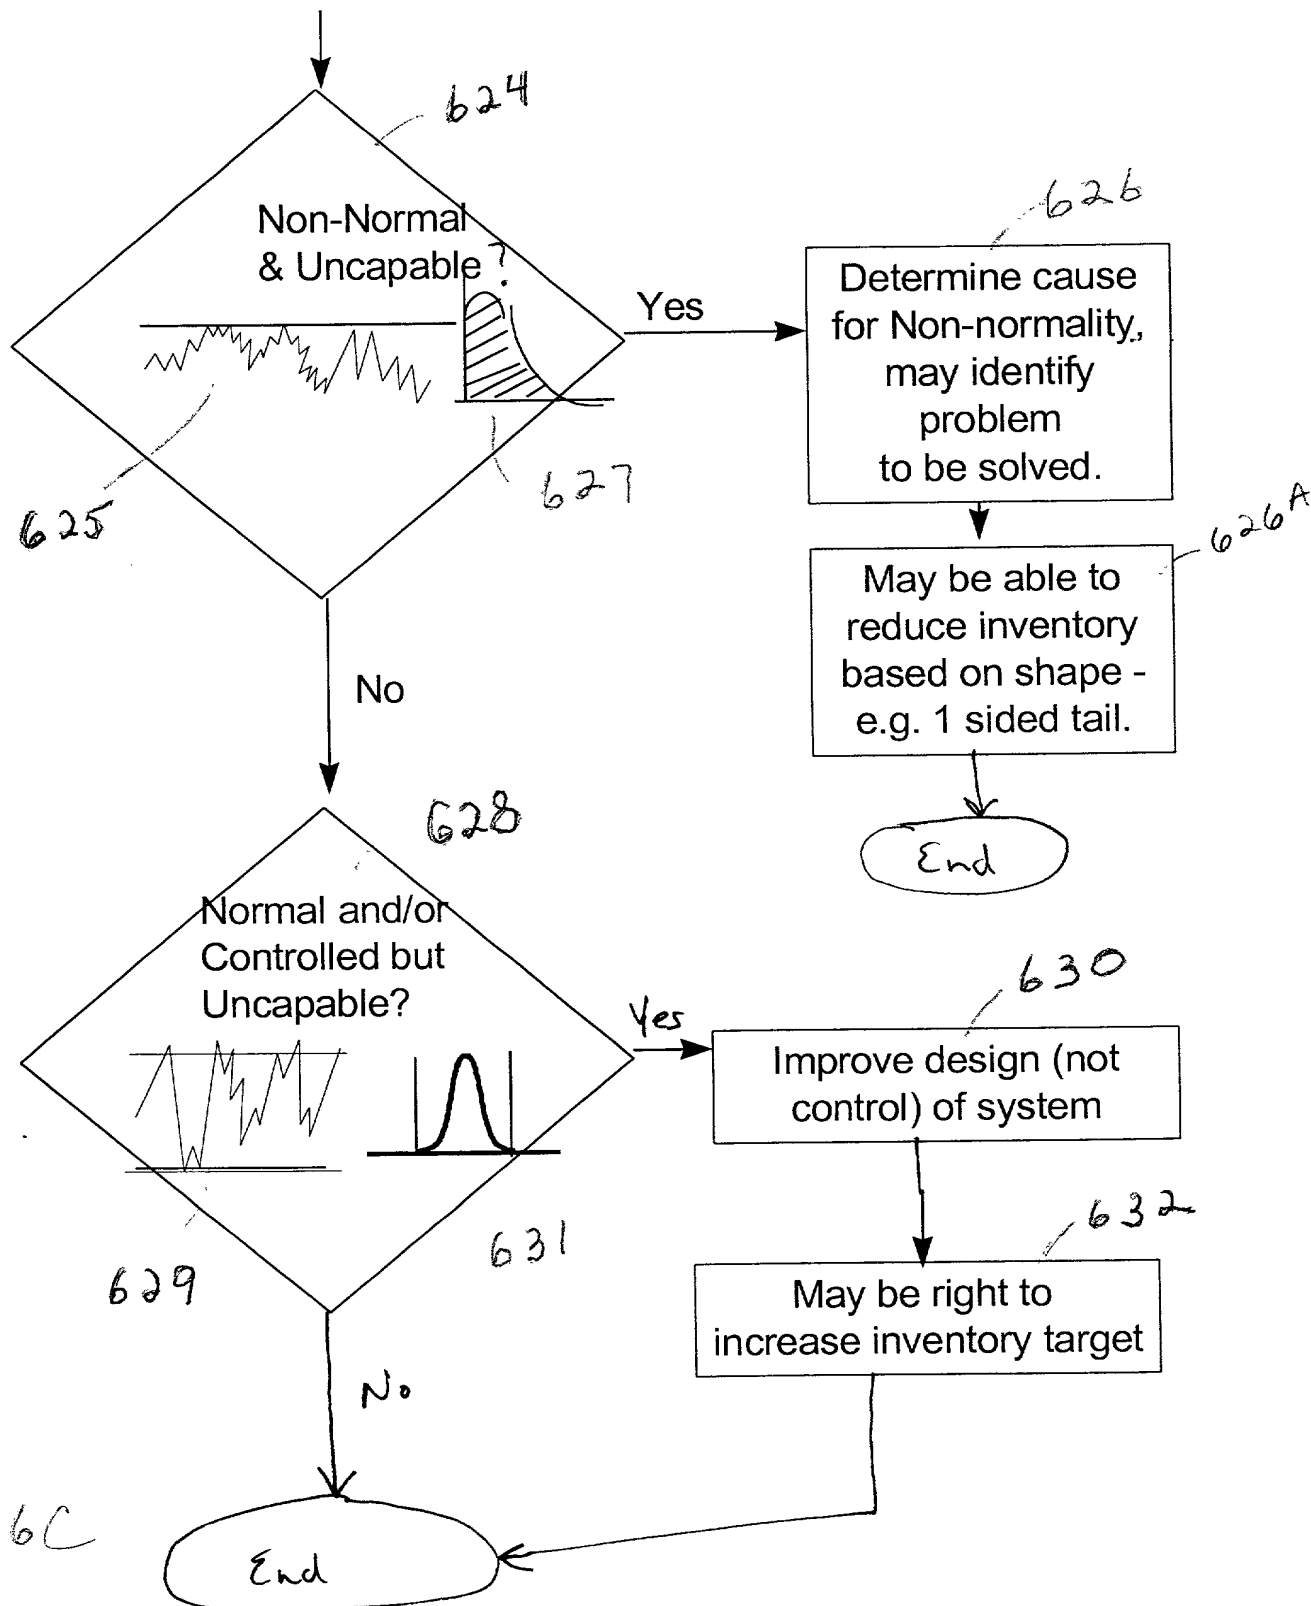 624
Non-Normal
& Uncapable?
625
627
Yes
626
Determine cause
for Non-normality,
may identify
problem
to be solved.
626A
May be able to
reduce inventory
based on shape -
e.g. 1 sided tail.
End
No
628
Normal and/or
Controlled but
Uncapable?
629
631
Yes
630
Improve design (not
control) of system
632
May be right to
increase inventory target
No
End
6C